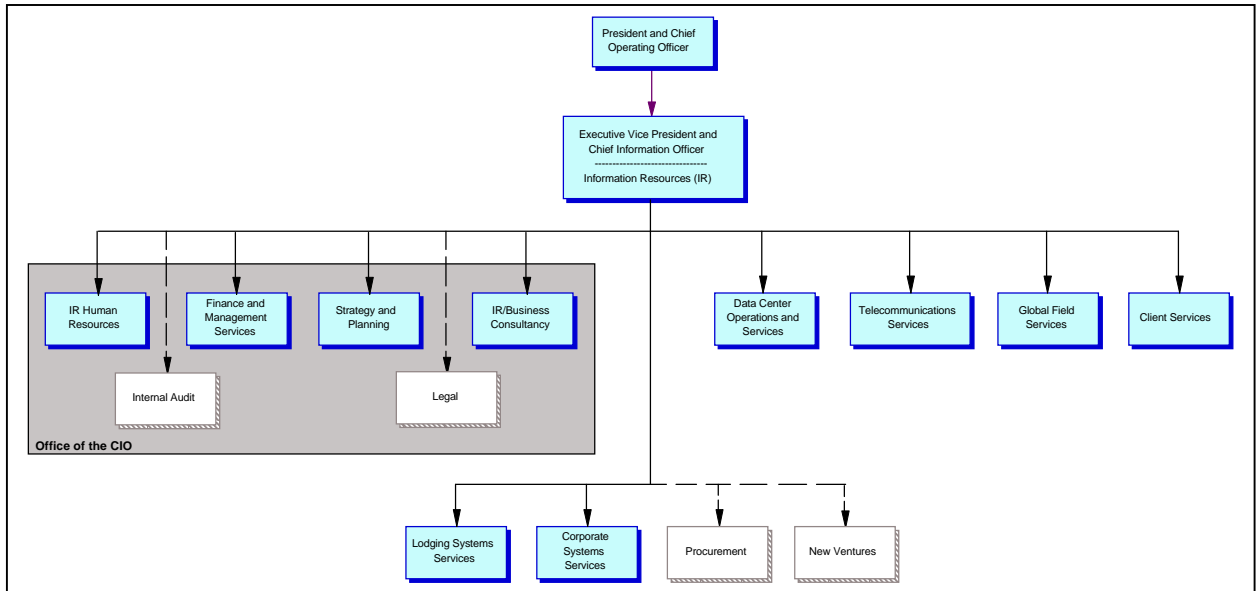 President and Chief
Operating Officer
Executive Vice President and
Chief Information Officer
--------------------------------
Information Resources (IR)
IR Human
Resources
Finance and
Management
Services
Strategy and
Planning
IR/Business
Consultancy
Data Center
Operations and
Services
Telecommunications
Services
Global Field
Services
Client Services
Internal Audit
Legal
Office of the CIO
Lodging Systems
Services
Corporate
Systems
Services
Procurement
New Ventures